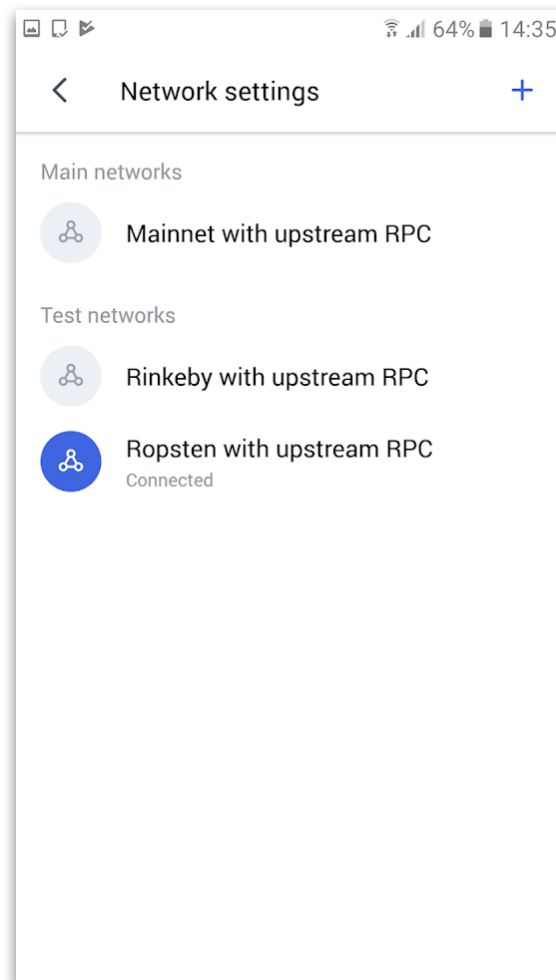 64% 14:35
Network settings
Main networks
Mainnet with upstream RPC
Test networks
Rinkeby with upstream RPC
Ropsten with upstream RPC
Connected